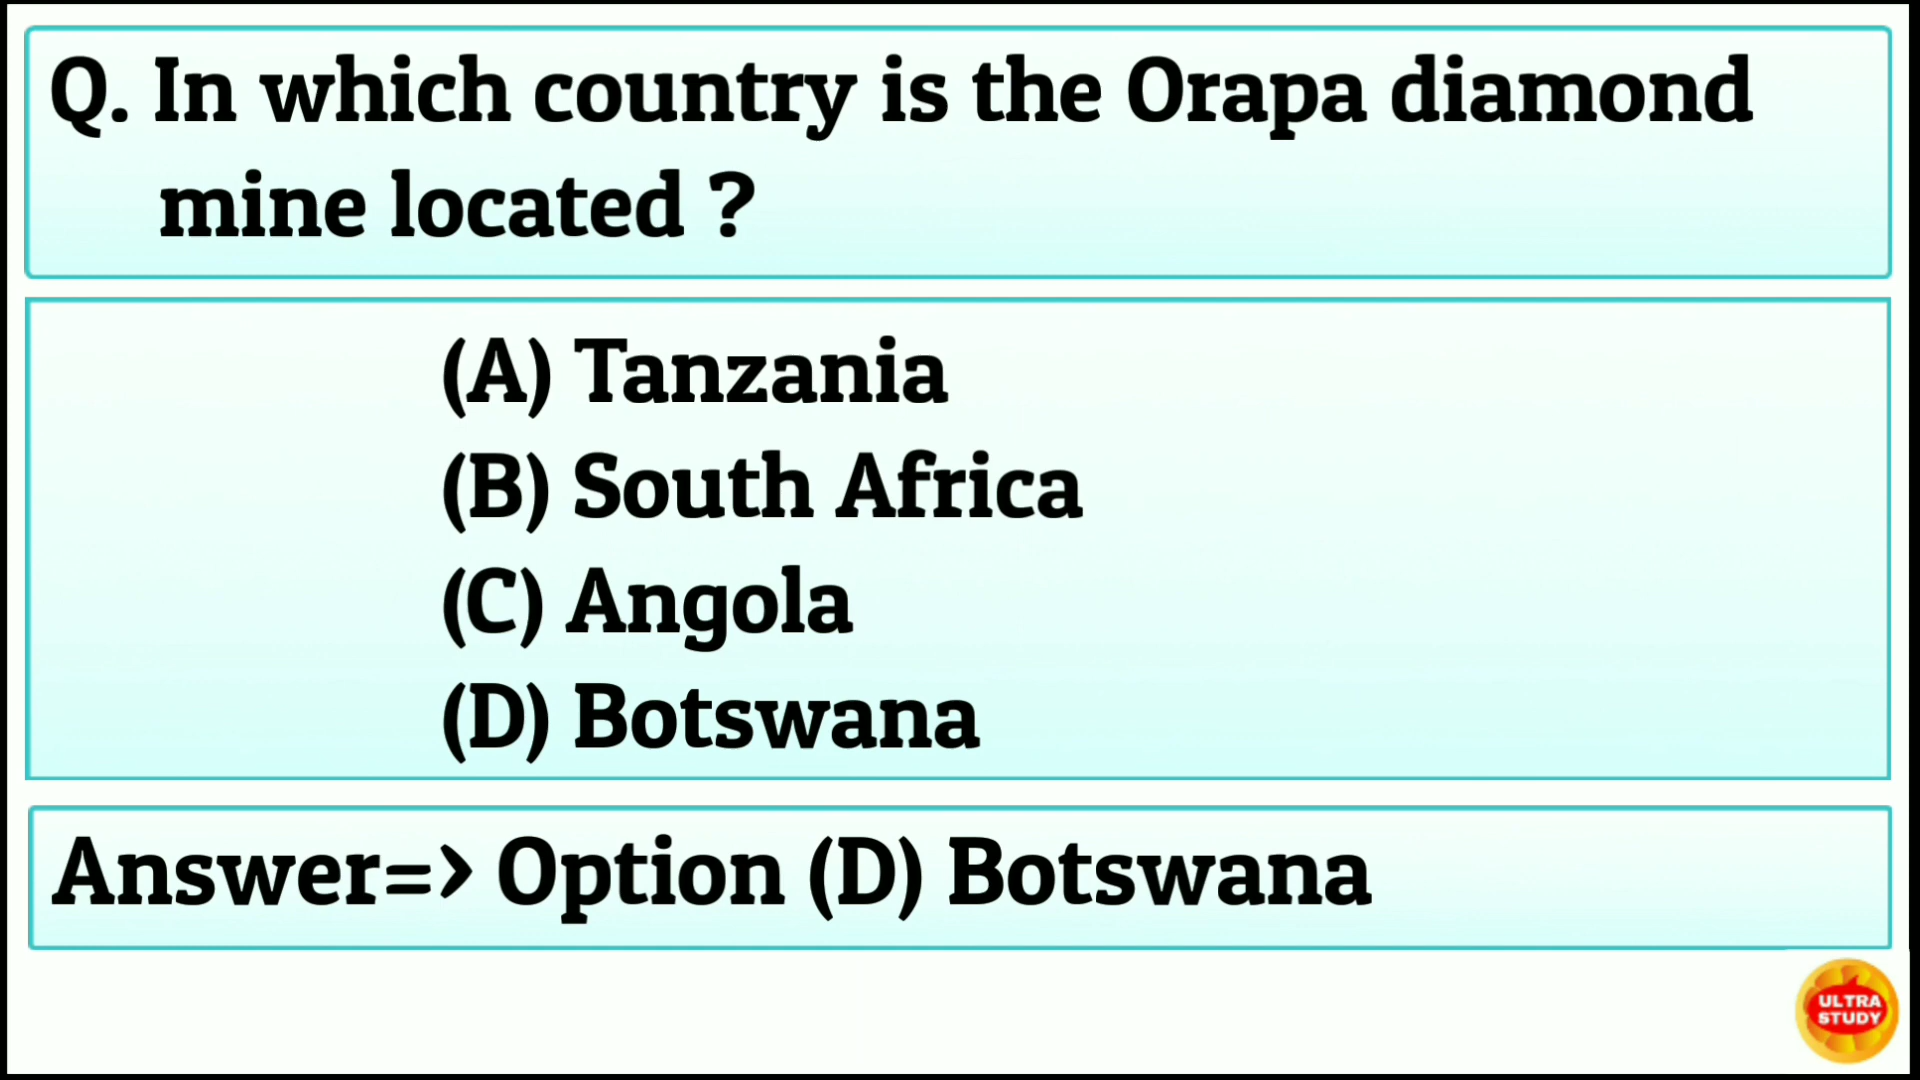 Q. In which country is the Orapa diamond
mine located ?
(A) Tanzania
(B) South Africa
(C) Angola
(D) Botswana
Answer=> Option (D) Botswana
ULTRA
STUDY